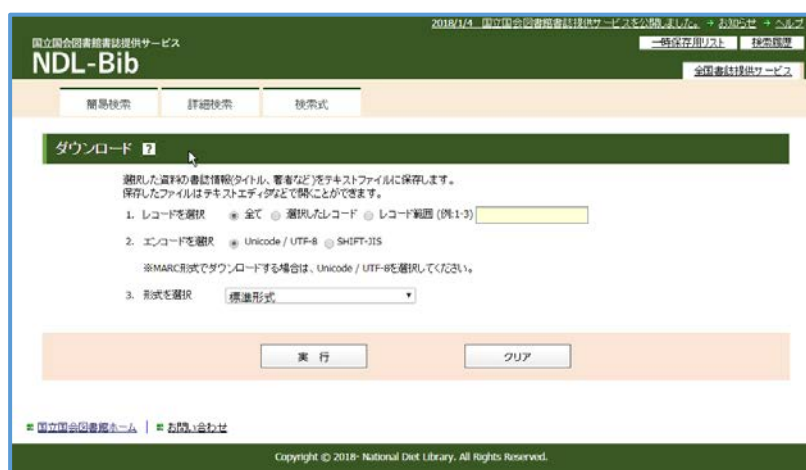 2018/1/4 国立国会図書館書誌提供サービスを公開しました。 → お知らせ → ヘルプ
国立国会図書館書誌提供サービス
NDL-Bib
一時保存用リスト 検索履歴
全国書誌提供サービス
簡易検索 詳細検索 検索式
ダウンロード ?
選択した資料の書誌情報(タイトル、著者など)をテキストファイルに保存します。
保存したファイルはテキストエディタなどで開くことができます。
1. レコードを選択 全て 選択したレコード レコード範囲 (例:1-3)
2. エンコードを選択 Unicode / UTF-8 SHIFT-JIS
※MARC形式でダウンロードする場合は、Unicode / UTF-8を選択してください。
3. 形式を選択 標準形式
実 行 クリア
国立国会図書館ホーム | お問い合わせ
Copyright © 2018- National Diet Library. All Rights Reserved.